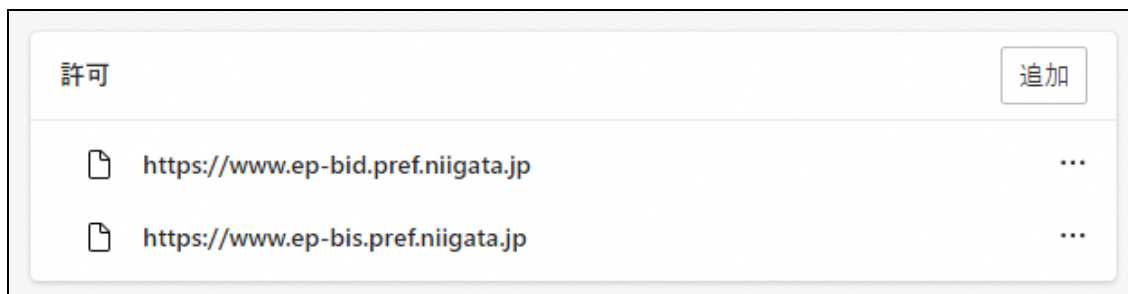 許可
追加
https://www.ep-bid.pref.niigata.jp
https://www.ep-bis.pref.niigata.jp